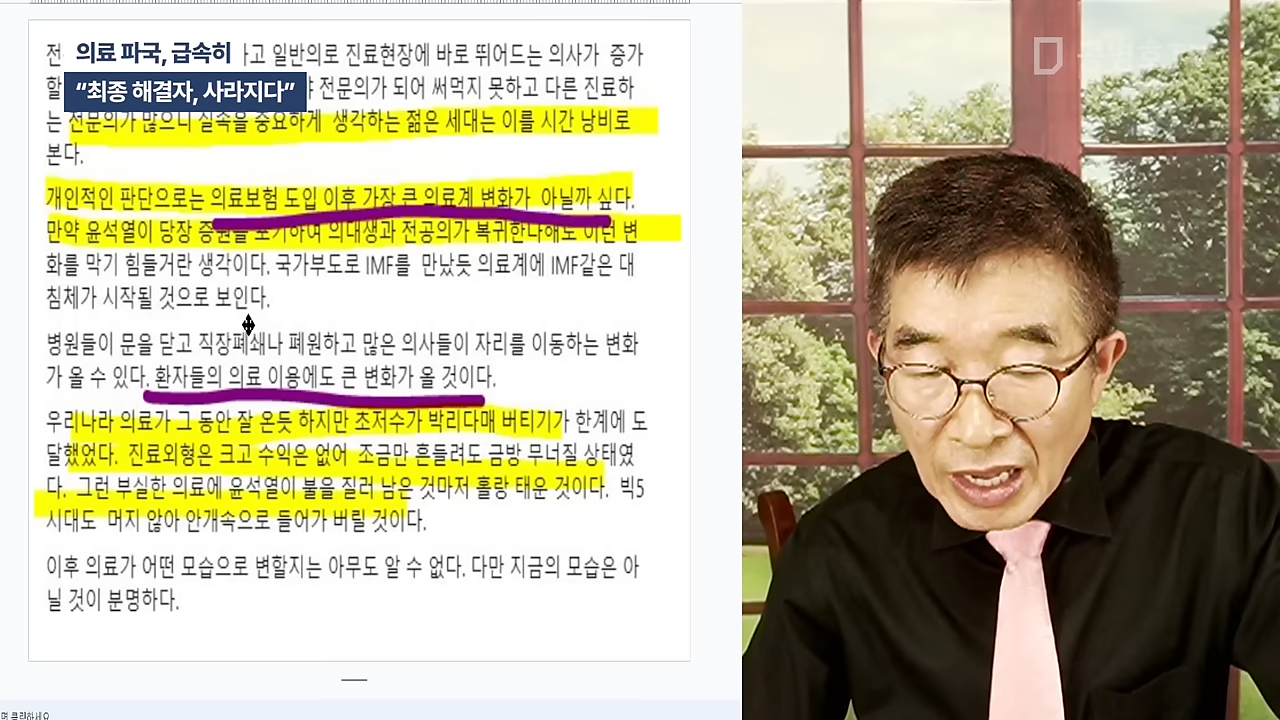 의료 파국, 급속히
“최종 해결자, 사라지다”
전 하고 일반의로 진료현장에 바로 뛰어드는 의사가 증가
할 전문의가 되어 써먹지 못하고 다른 진료하
는 전문의가 많으니 실속을 중요하게 생각하는 젊은 세대는 이를 시간 낭비로
본다.
개인적인 판단으로는 의료보험 도입 이후 가장 큰 의료계 변화가 아닐까 싶다.
만약 윤석열이 당장 증원을 포기하여 의대생과 전공의가 복귀한다해도 이런 변
화를 막기 힘들거란 생각이다. 국가부도로 IMF를 만났듯 의료계에 IMF같은 대
침체가 시작될 것으로 보인다.
병원들이 문을 닫고 직장폐쇄나 폐원하고 많은 의사들이 자리를 이동하는 변화
가 올 수 있다. 환자들의 의료 이용에도 큰 변화가 올 것이다.
우리나라 의료가 그 동안 잘 온듯 하지만 초저수가 박리다매 버티기가 한계에 도
달했었다. 진료외형은 크고 수익은 없어 조금만 흔들려도 금방 무너질 상태였
다. 그런 부실한 의료에 윤석열이 불을 질러 남은 것마저 홀랑 태운 것이다. 빅5
시대도 머지 않아 안개속으로 들어가 버릴 것이다.
이후 의료가 어떤 모습으로 변할지는 아무도 알 수 없다. 다만 지금의 모습은 아
닐 것이 분명하다.